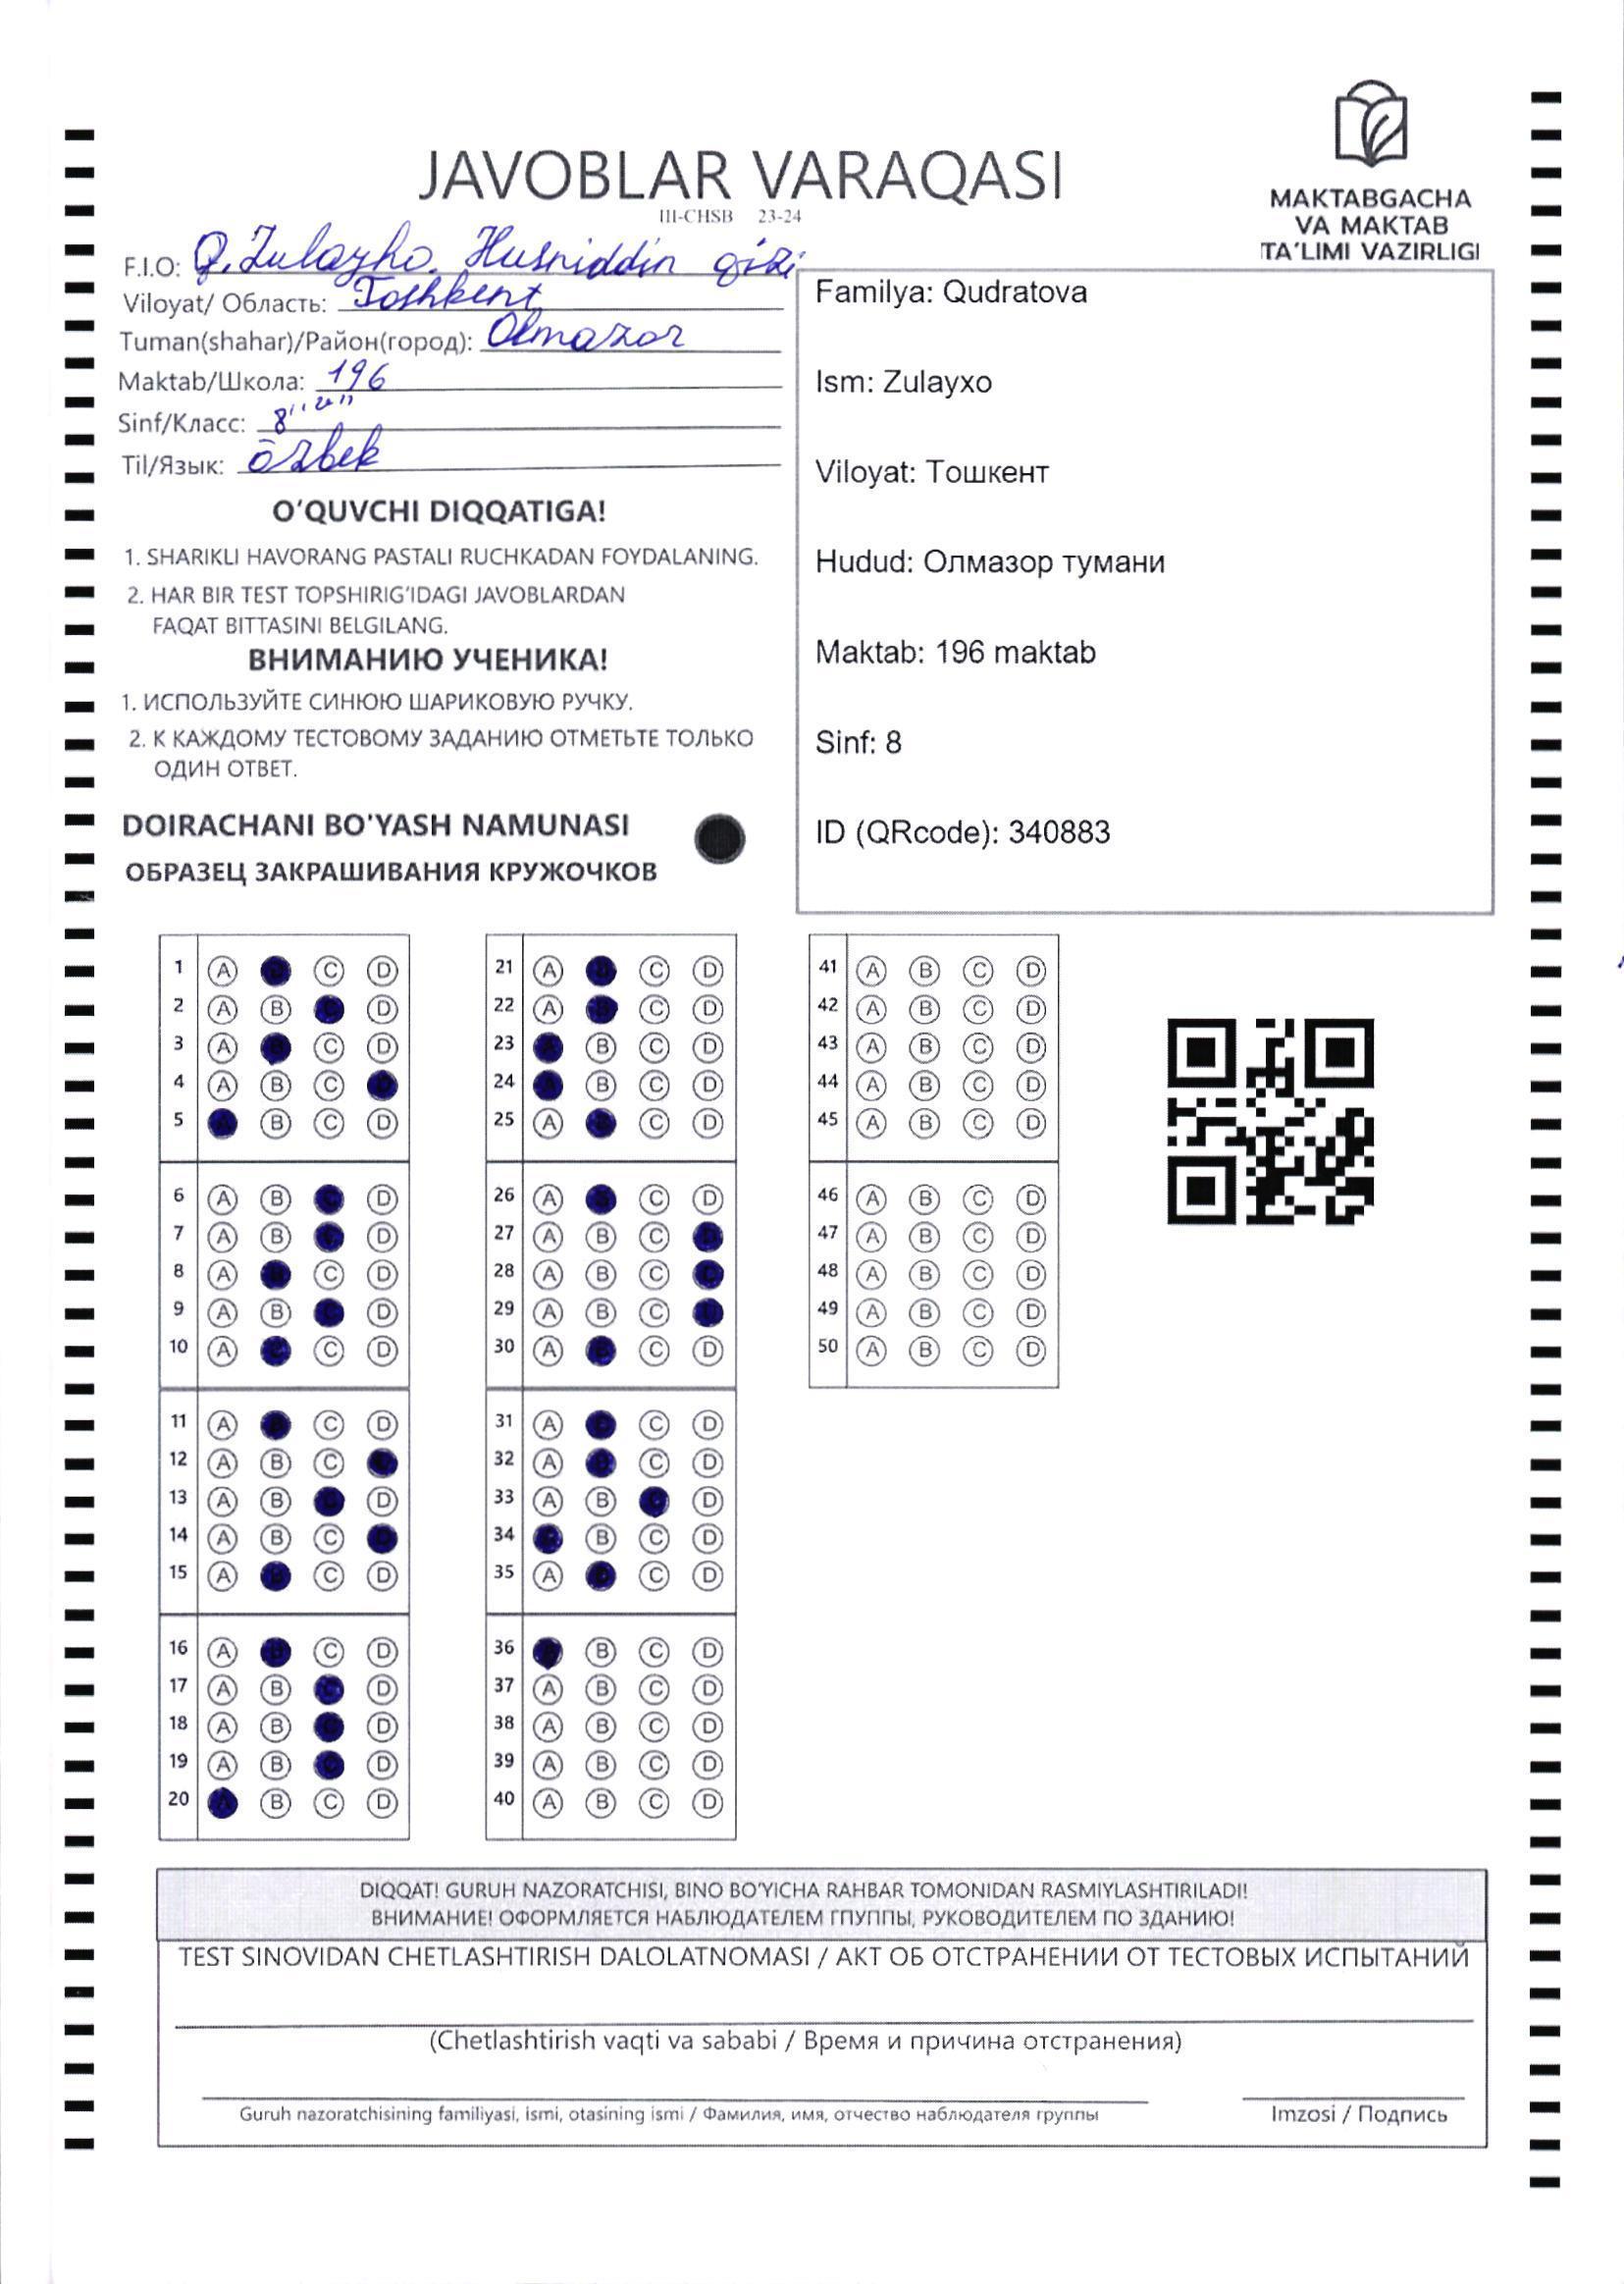 JAVOBLAR VARAQASI
III-CHSB 23-24
MAKTABGACHA
VA MAKTAB
TA'LIMI VAZIRLIGI
F.I.O: Q. Zulayho. Husniddin qizi
Viloyat/ Область: Toshkent
Tuman(shahar)/Район(город): Olmazor
Maktab/Школа: 196
Sinf/Класс: 8
Til/Язык: özbek
Familya: Qudratova
Ism: Zulayxo
Viloyat: Тошкент
Hudud: Олмазор тумани
Maktab: 196 maktab
Sinf: 8
ID (QRcode): 340883
O'QUVCHI DIQQATIGA!
1. SHARIKLI HAVORANG PASTALI RUCHKADAN FOYDALANING.
2. HAR BIR TEST TOPSHIRIG'IDAGI JAVOBLARDAN
FAQAT BITTASINI BELGILANG.
ВНИМАНИЮ УЧЕНИКА!
1. ИСПОЛЬЗУЙТЕ СИНЮЮ ШАРИКОВУЮ РУЧКУ.
2. К КАЖДОМУ ТЕСТОВОМУ ЗАДАНИЮ ОТМЕТЬТЕ ТОЛЬКО
ОДИН ОТВЕТ.
DOIRACHANI BO'YASH NAMUNASI
ОБРАЗЕЦ ЗАКРАШИВАНИЯ КРУЖОЧКОВ
1 A C D
2 A B D
3 A B C D
4 A B C
5 B C D
6 A B D
7 A B D
8 A C D
9 A B D
10 A C D
11 A C D
12 A B C
13 A B D
14 A B C
15 A C D
16 A C D
17 A B D
18 A B D
19 A B D
20 A B C D
21 A C D
22 A C D
23 B C D
24 B C D
25 A C D
26 A C D
27 A B C
28 A B C
29 A B C
30 A C D
31 A C D
32 A C D
33 A B D
34 B C D
35 A C D
36 B C D
37 A B C D
38 A B C D
39 A B C D
40 A B C D
41 A B C D
42 A B C D
43 A B C D
44 A B C D
45 A B C D
46 A B C D
47 A B C D
48 A B C D
49 A B C D
50 A B C D
DIQQAT! GURUH NAZORATCHISI, BINO BO'YICHA RAHBAR TOMONIDAN RASMIYLASHTIRILADI!
ВНИМАНИЕ! ОФОРМЛЯЕТСЯ НАБЛЮДАТЕЛЕМ ГПУППЫ, РУКОВОДИТЕЛЕМ ПО ЗДАНИЮ!
TEST SINOVIDAN CHETLASHTIRISH DALOLATNOMASI / АКТ ОБ ОТСТРАНЕНИИ ОТ ТЕСТОВЫХ ИСПЫТАНИЙ
(Chetlashtirish vaqti va sababi / Время и причина отстранения)
Guruh nazoratchisining familiyasi, ismi, otasining ismi / Фамилия, имя, отчество наблюдателя группы
Imzosi / Подпись